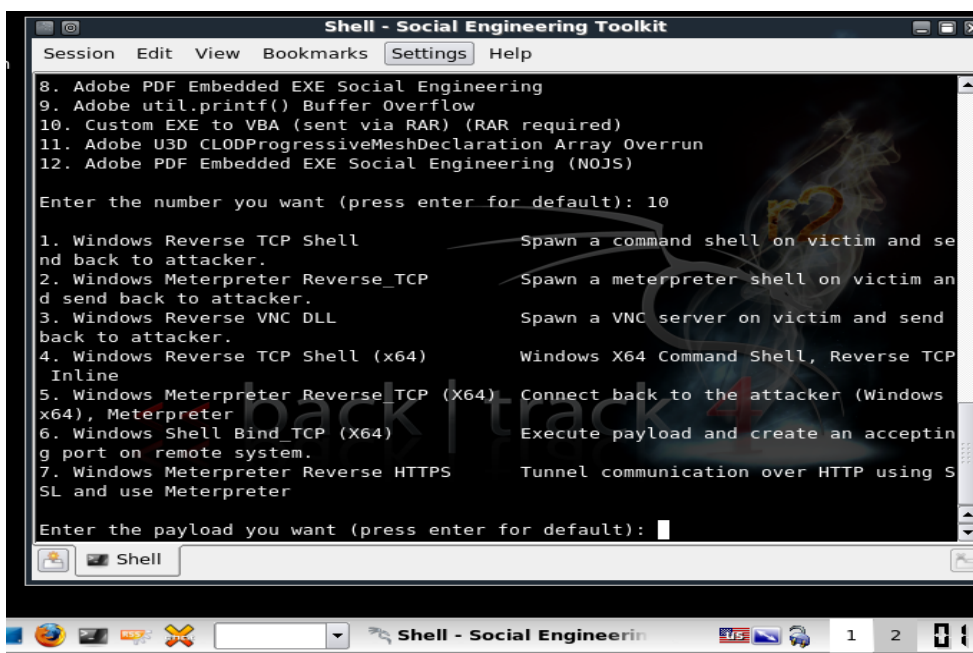 Shell - Social Engineering Toolkit
Session Edit View Bookmarks Settings Help
8. Adobe PDF Embedded EXE Social Engineering
9. Adobe util.printf() Buffer Overflow
10. Custom EXE to VBA (sent via RAR) (RAR required)
11. Adobe U3D CLODProgressiveMeshDeclaration Array Overrun
12. Adobe PDF Embedded EXE Social Engineering (NOJS)
Enter the number you want (press enter for default): 10
1. Windows Reverse TCP Shell Spawn a command shell on victim and se
nd back to attacker.
2. Windows Meterpreter Reverse_TCP Spawn a meterpreter shell on victim an
d send back to attacker.
3. Windows Reverse VNC DLL Spawn a VNC server on victim and send
back to attacker.
4. Windows Reverse TCP Shell (x64) Windows X64 Command Shell, Reverse TCP
Inline
5. Windows Meterpreter Reverse_TCP (X64) Connect back to the attacker (Windows
x64), Meterpreter
6. Windows Shell Bind_TCP (X64) Execute payload and create an acceptin
g port on remote system.
7. Windows Meterpreter Reverse HTTPS Tunnel communication over HTTP using S
SL and use Meterpreter
Enter the payload you want (press enter for default):
r2
<< back | track 4
Shell
Shell - Social Engineerin
US
1 2